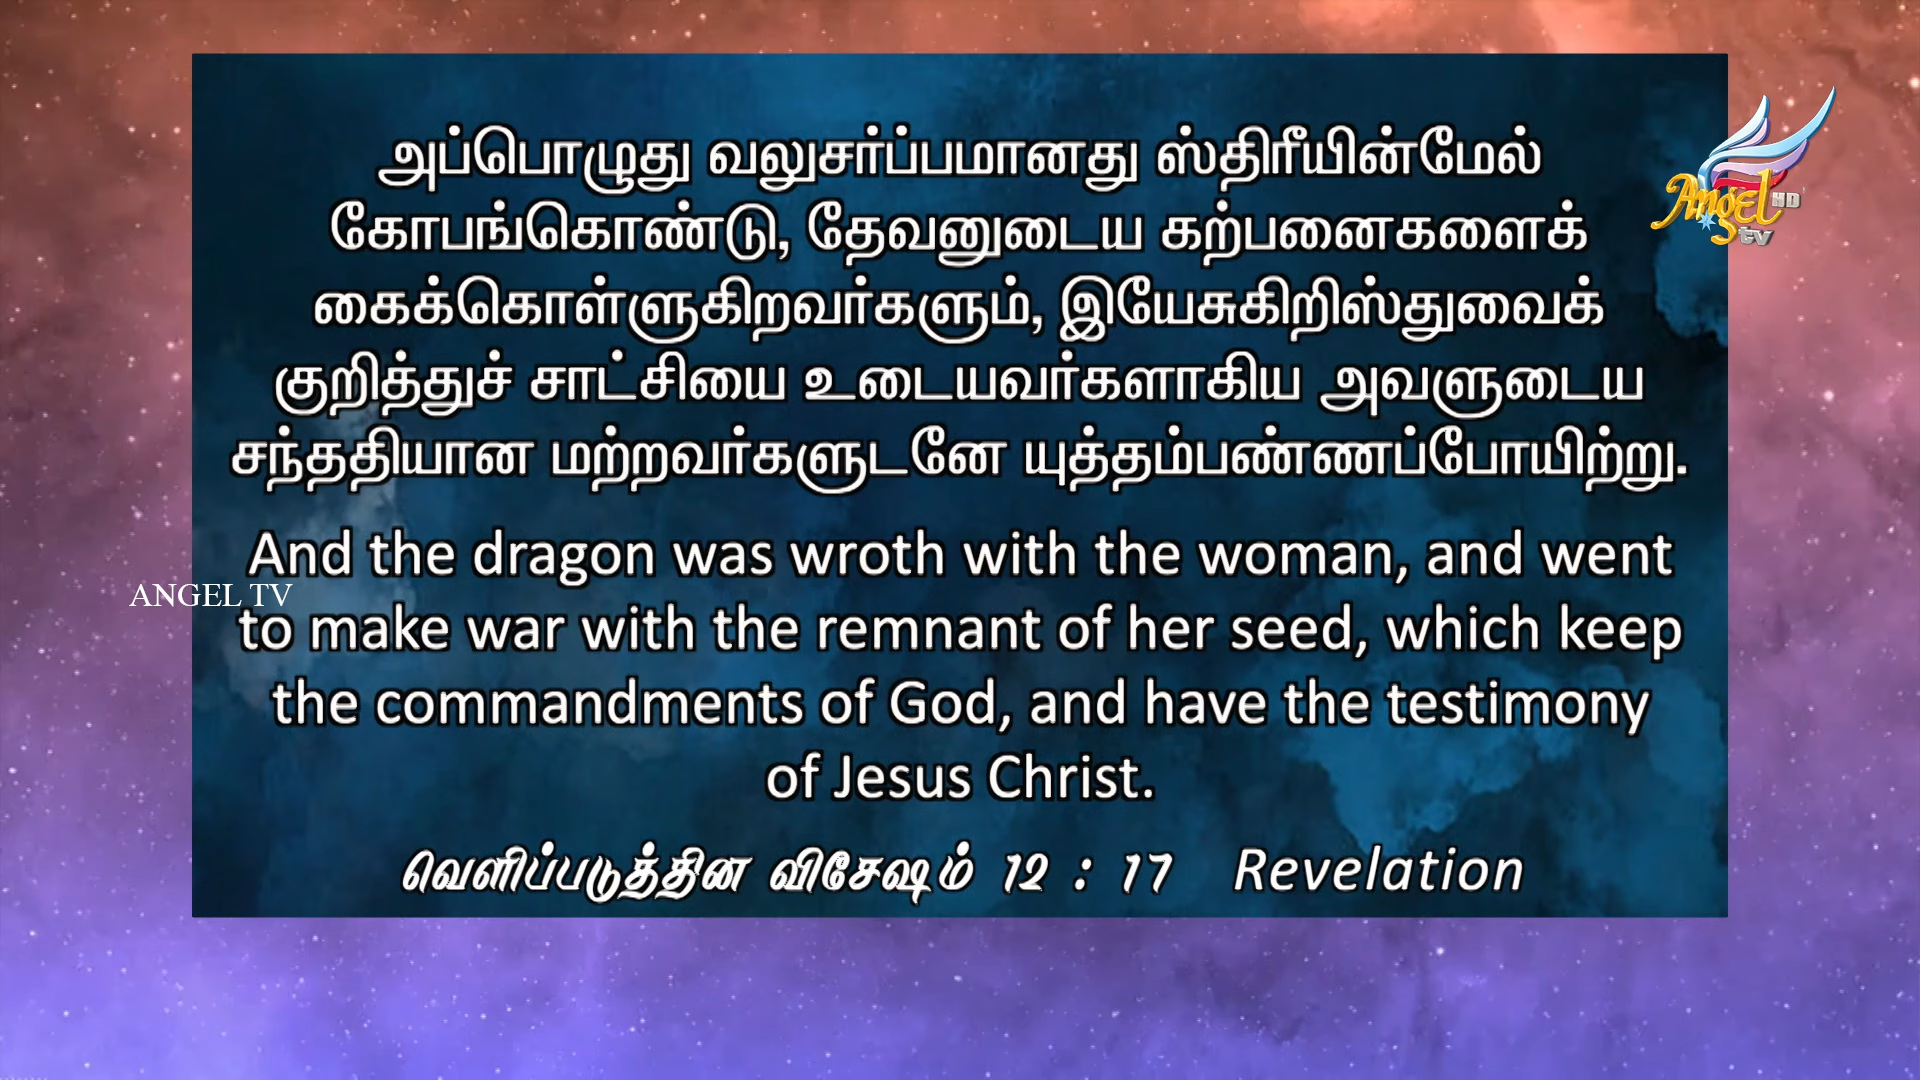 அப்பொழுது வலுசர்ப்பமானது ஸ்திரீயின்மேல்
கோபங்கொண்டு, தேவனுடைய கற்பனைகளைக்
கைக்கொள்ளுகிறவர்களும், இயேசுகிறிஸ்துவைக்
குறித்துச் சாட்சியை உடையவர்களாகிய அவளுடைய
சந்ததியான மற்றவர்களுடனே யுத்தம்பண்ணப்போயிற்று.
And the dragon was wroth with the woman, and went
to make war with the remnant of her seed, which keep
the commandments of God, and have the testimony
of Jesus Christ.
வெளிப்படுத்தின விசேஷம் 12 : 17 Revelation
ANGEL TV
Angel HD
tv